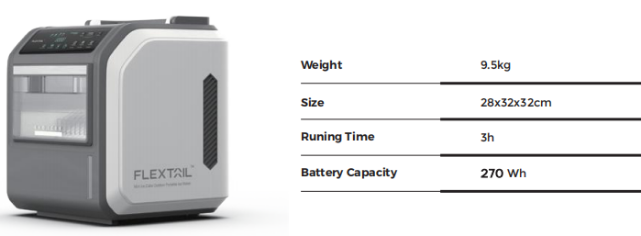 FLEXTAIL
Weight 9.5kg
Size 28x32x32cm
Runing Time 3h
Battery Capacity 270 Wh